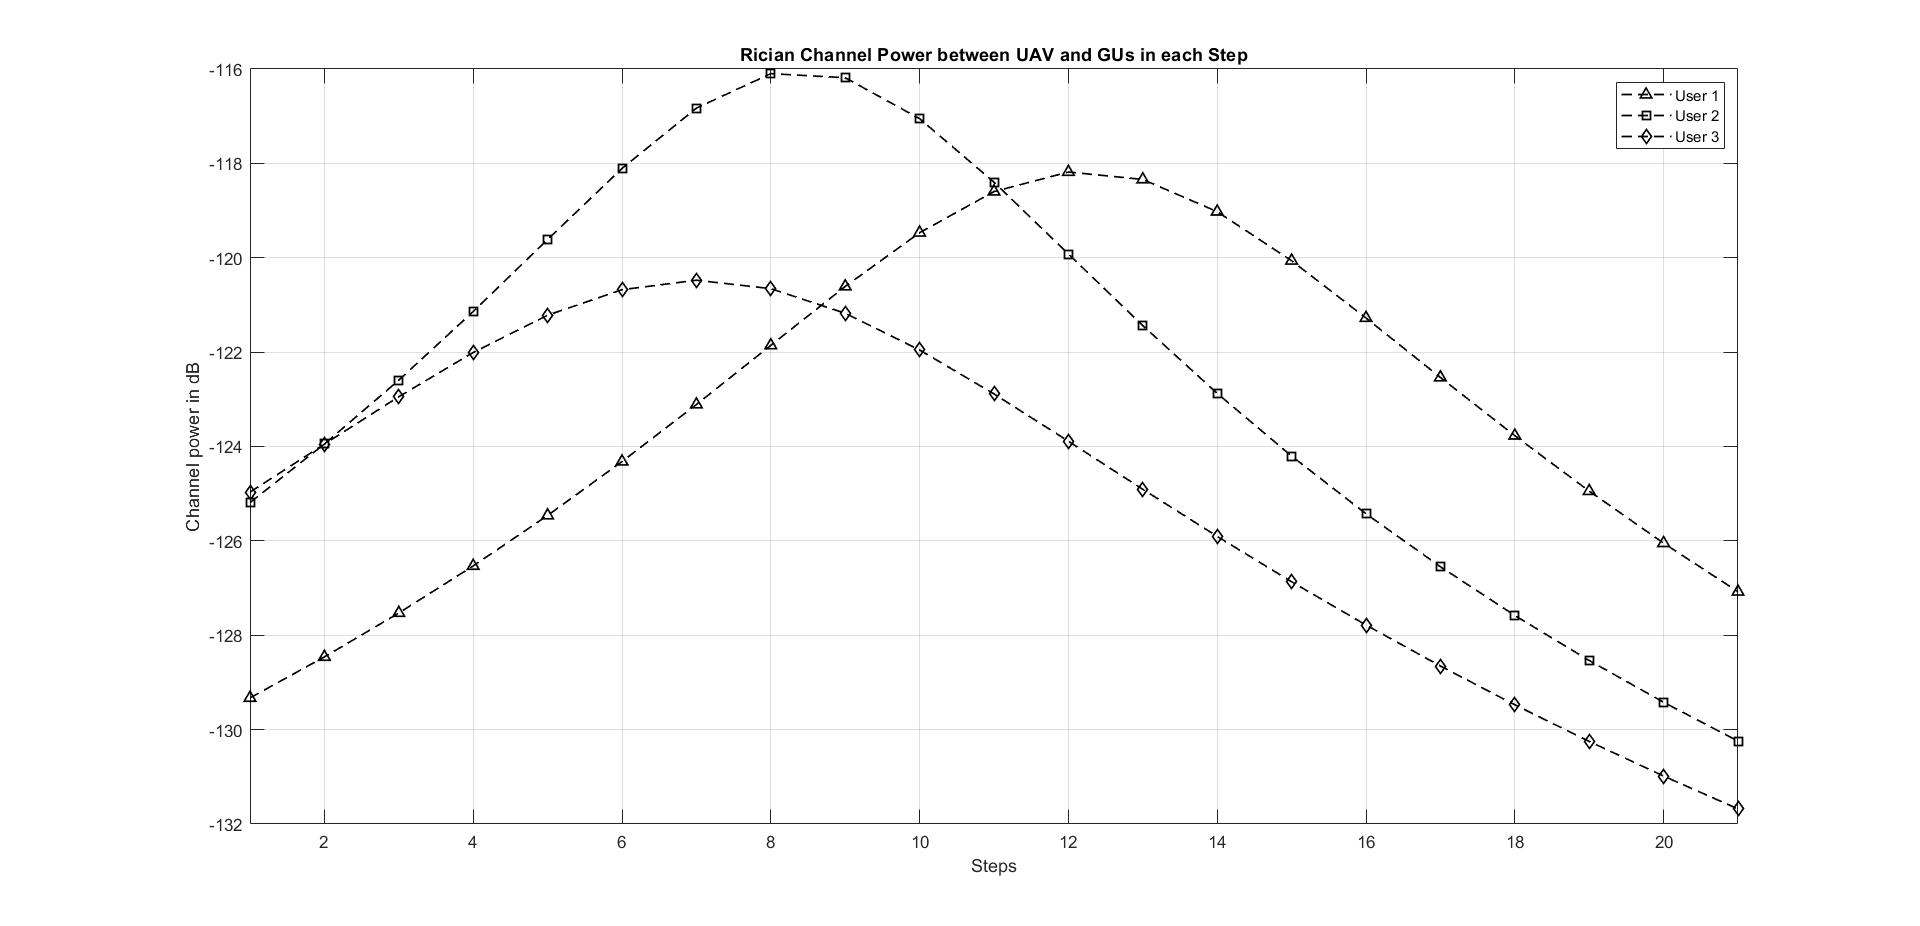 Rician Channel Power between UAV and GUs in each Step
-116
-118
-120
-122
-124
-126
-128
-130
-132
Channel power in dB
User 1
User 2
User 3
2 4 6 8 10 12 14 16 18 20
Steps